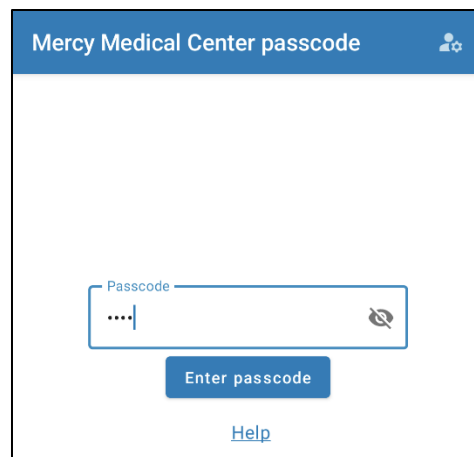 Mercy Medical Center passcode
Passcode
••••
Enter passcode
Help